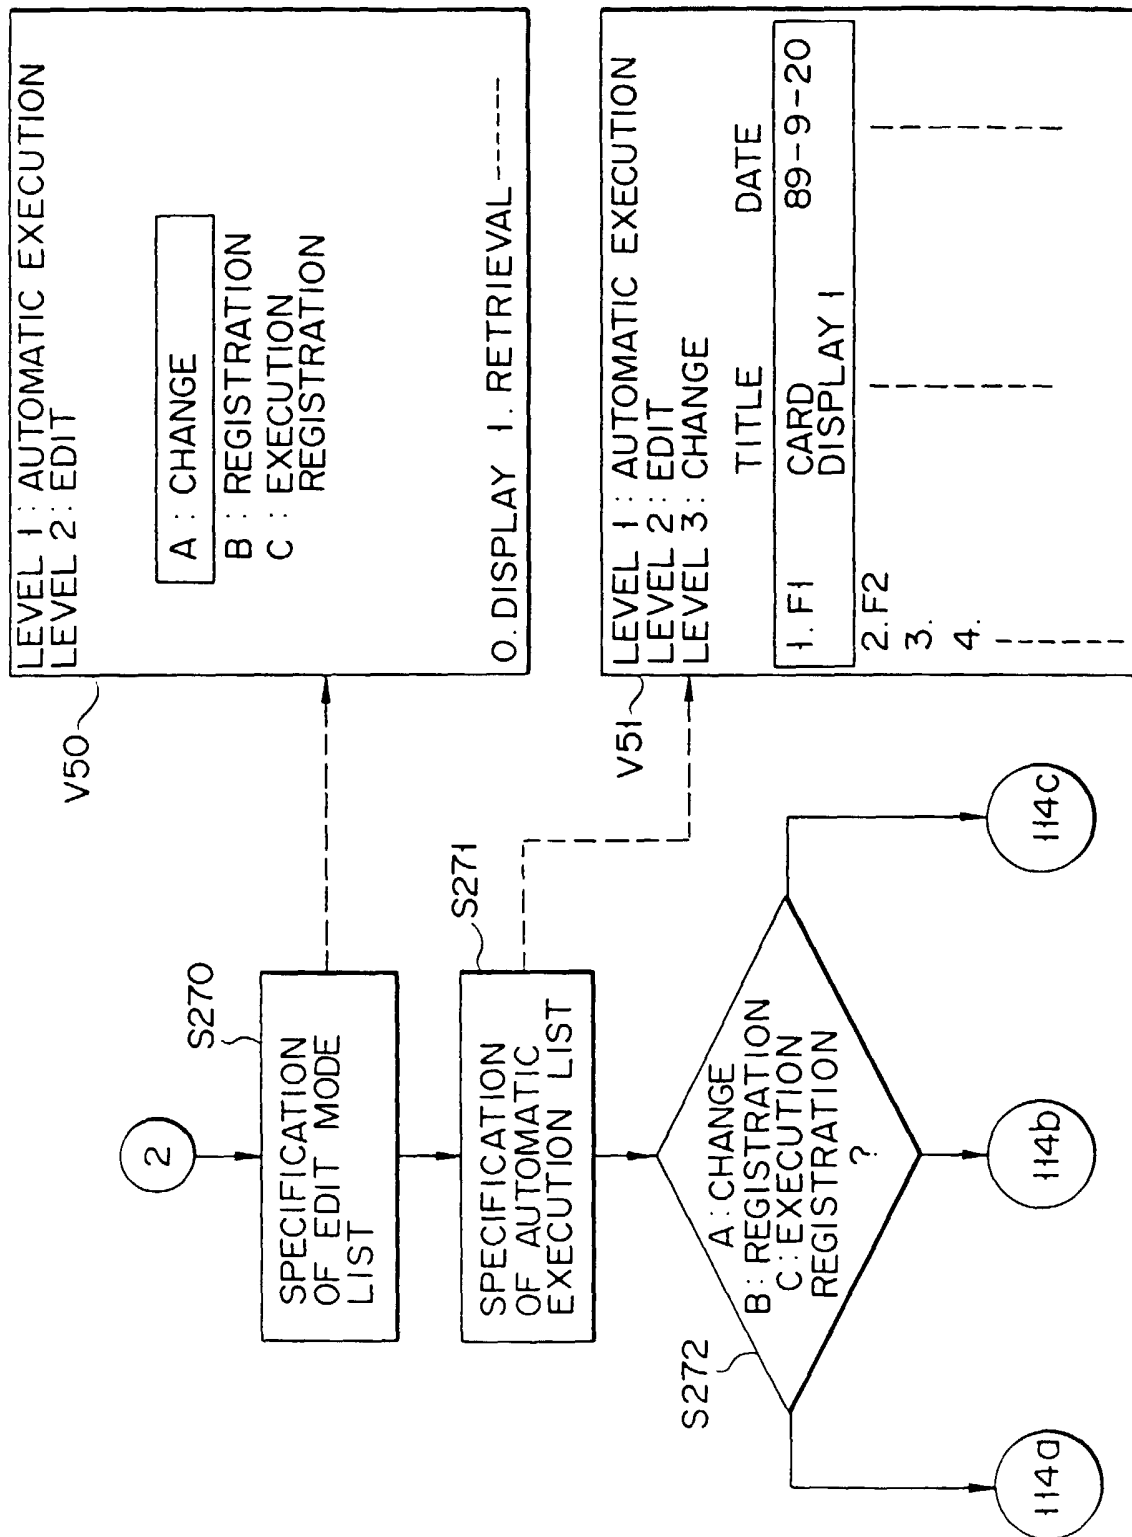 2
S270
SPECIFICATION
OF EDIT MODE
LIST
S271
SPECIFICATION
OF AUTOMATIC
EXECUTION LIST
S272
A : CHANGE
B : REGISTRATION
C : EXECUTION
REGISTRATION
?
114a
114b
114c
V50
LEVEL 1 : AUTOMATIC EXECUTION
LEVEL 2 : EDIT
A : CHANGE
B : REGISTRATION
C : EXECUTION
REGISTRATION
0. DISPLAY 1. RETRIEVAL ------
V51
LEVEL 1 : AUTOMATIC EXECUTION
LEVEL 2 : EDIT
LEVEL 3 : CHANGE
TITLE DATE
1. F1 CARD 89-9-20
DISPLAY 1
2. F2
3.
4.